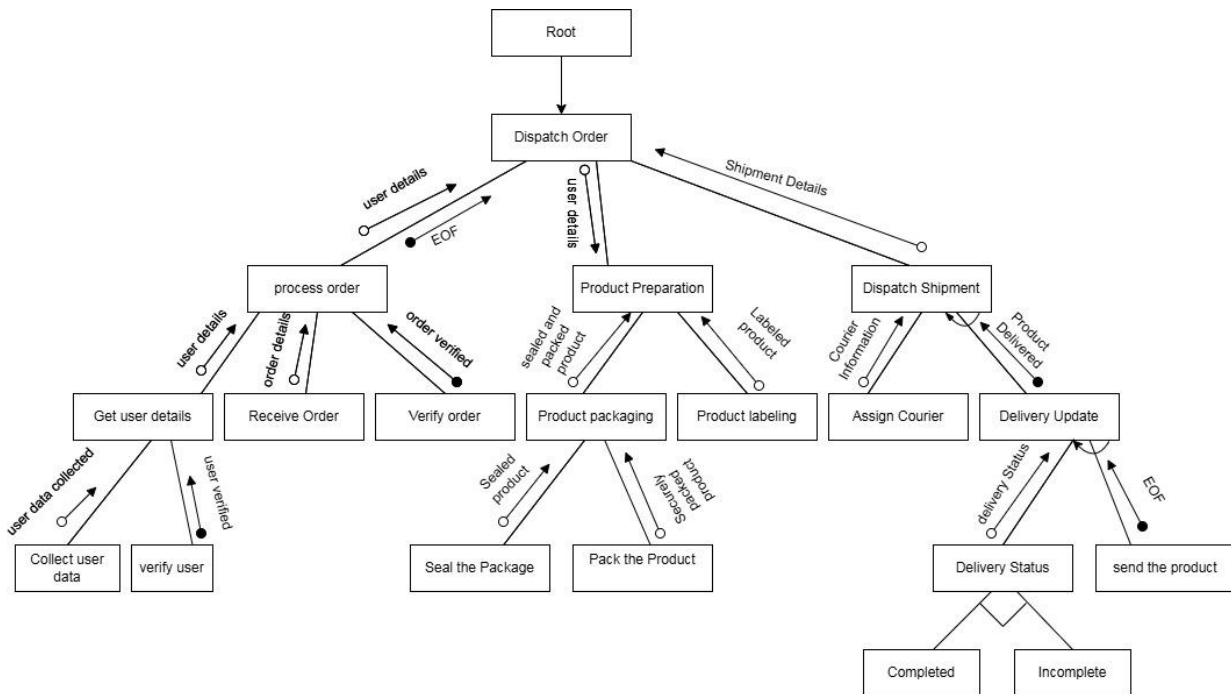 Root
Dispatch Order
user details
EOF
user details
Shipment Details
process order
Product Preparation
Dispatch Shipment
user details
order details
order verified
sealed and
packed
product
Labeled
product
Courier
Information
Product
Delivered
Get user details
Receive Order
Verify order
Product packaging
Product labeling
Assign Courier
Delivery Update
user data collected
user verified
Sealed
product
Securely
packed
product
delivery Status
EOF
Collect user
data
verify user
Seal the Package
Pack the Product
Delivery Status
send the product
Completed
Incomplete